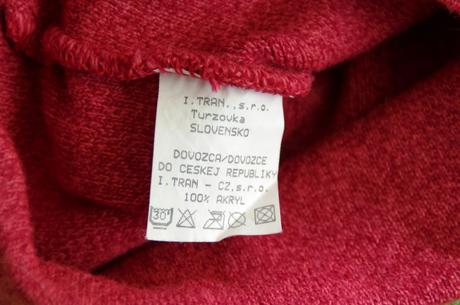 I.TRAN.,s.r.o.
Turzovka
SLOVENSKO
DOVOZCA/DOVOZCE
DO CESKEJ REPUBLIKY
I.TRAN - CZ,s.r.o.
100% AKRYL
30°